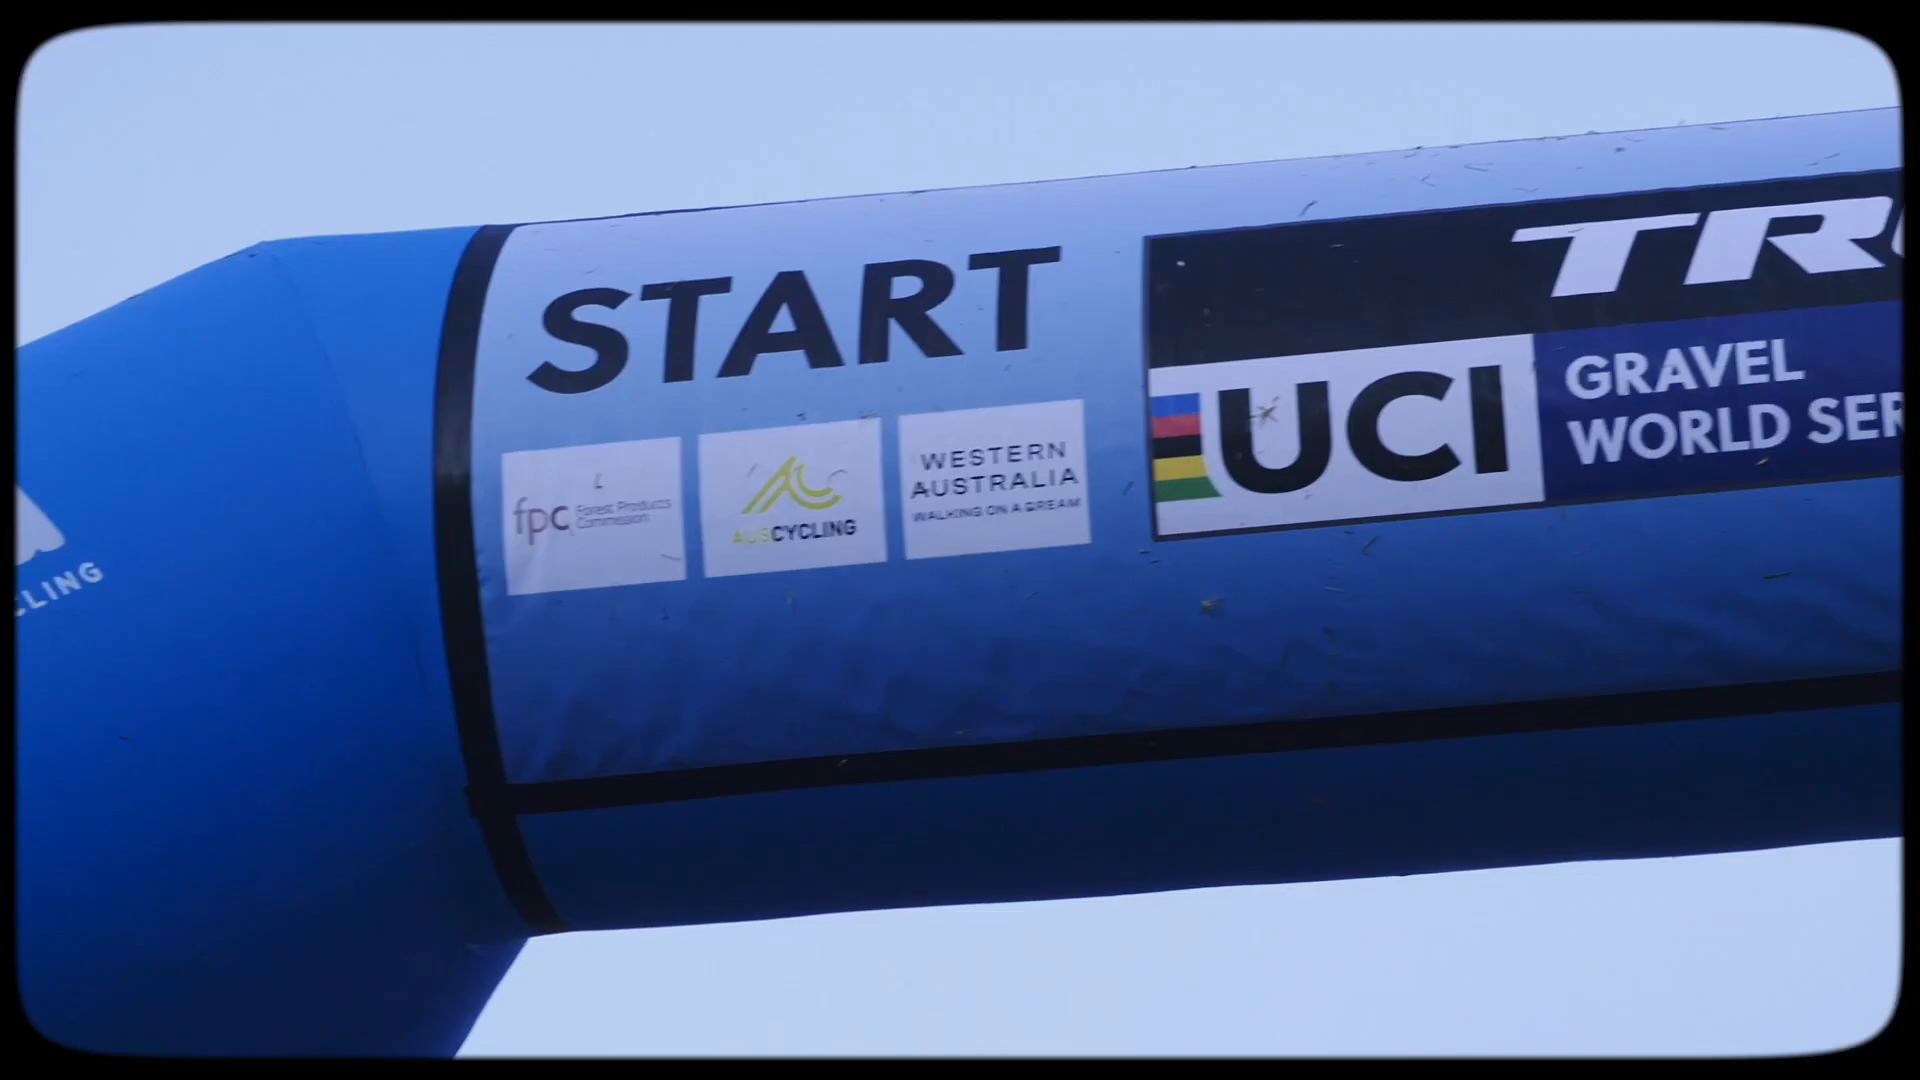 START
TR
UCI
GRAVEL
WORLD SER
fpc
Forest Products
Commission
AUSCYCLING
WESTERN
AUSTRALIA
WALKING ON A DREAM
CLING